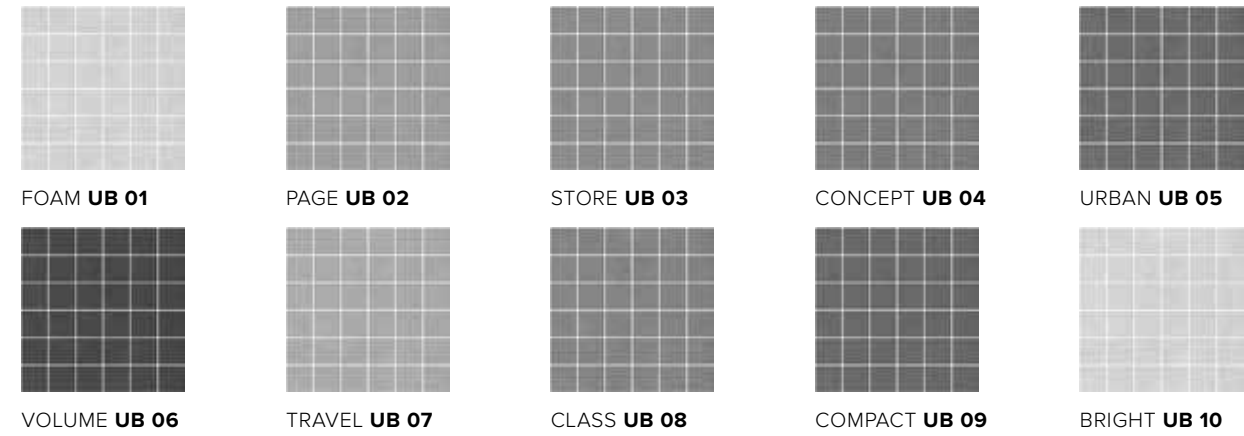 FOAM UB 01
PAGE UB 02
STORE UB 03
CONCEPT UB 04
URBAN UB 05
VOLUME UB 06
TRAVEL UB 07
CLASS UB 08
COMPACT UB 09
BRIGHT UB 10